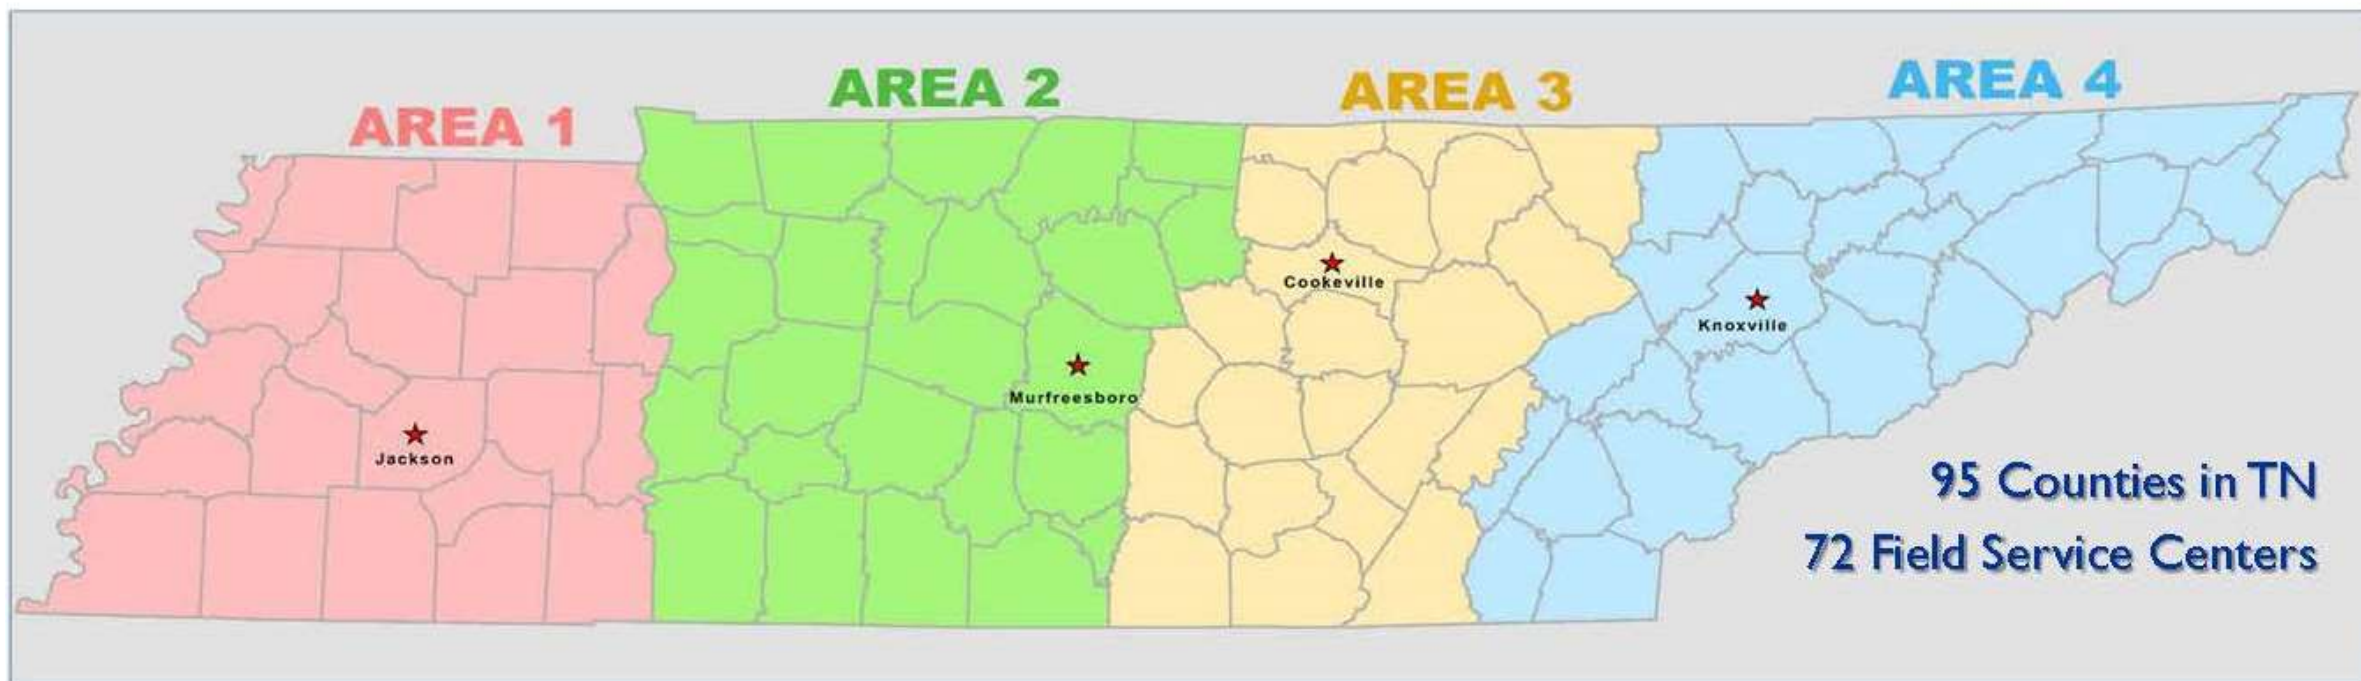 AREA 1
AREA 2
AREA 3
AREA 4
Cookeville
Knoxville
Murfreesboro
Jackson
95 Counties in TN
72 Field Service Centers